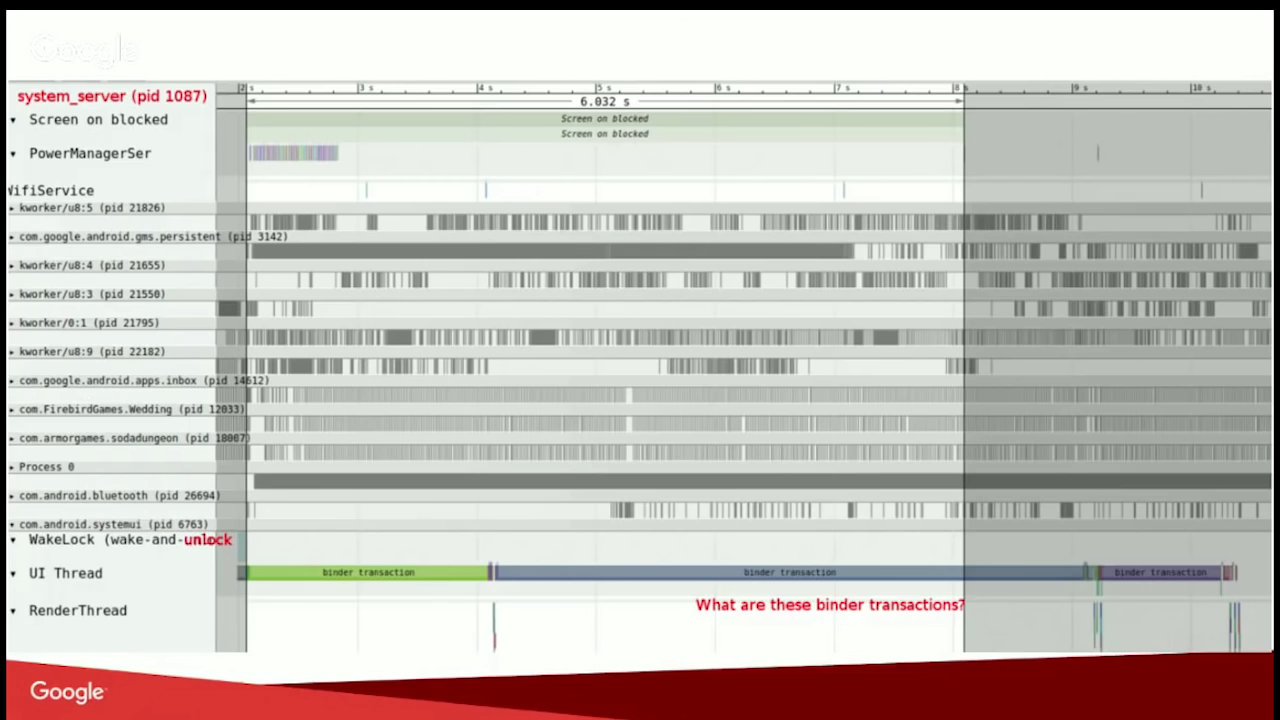 Google
system_server (pid 1087)
2 s 3 s 4 s 5 s 6 s 7 s 8 s 9 s 10 s
6.032 s
Screen on blocked
Screen on blocked
Screen on blocked
PowerManagerSer
WifiService
kworker/u8:5 (pid 21826)
com.google.android.gms.persistent (pid 3142)
kworker/u8:4 (pid 21655)
kworker/u8:3 (pid 21550)
kworker/0:1 (pid 21795)
kworker/u8:9 (pid 22182)
com.google.android.apps.inbox (pid 14612)
com.FirebirdGames.Wedding (pid 12033)
com.armorgames.sodadungeon (pid 18007)
Process 0
com.android.bluetooth (pid 26694)
com.android.systemui (pid 6763)
WakeLock (wake-and-unlock
UI Thread binder transaction binder transaction binder transaction
What are these binder transactions?
RenderThread
Google